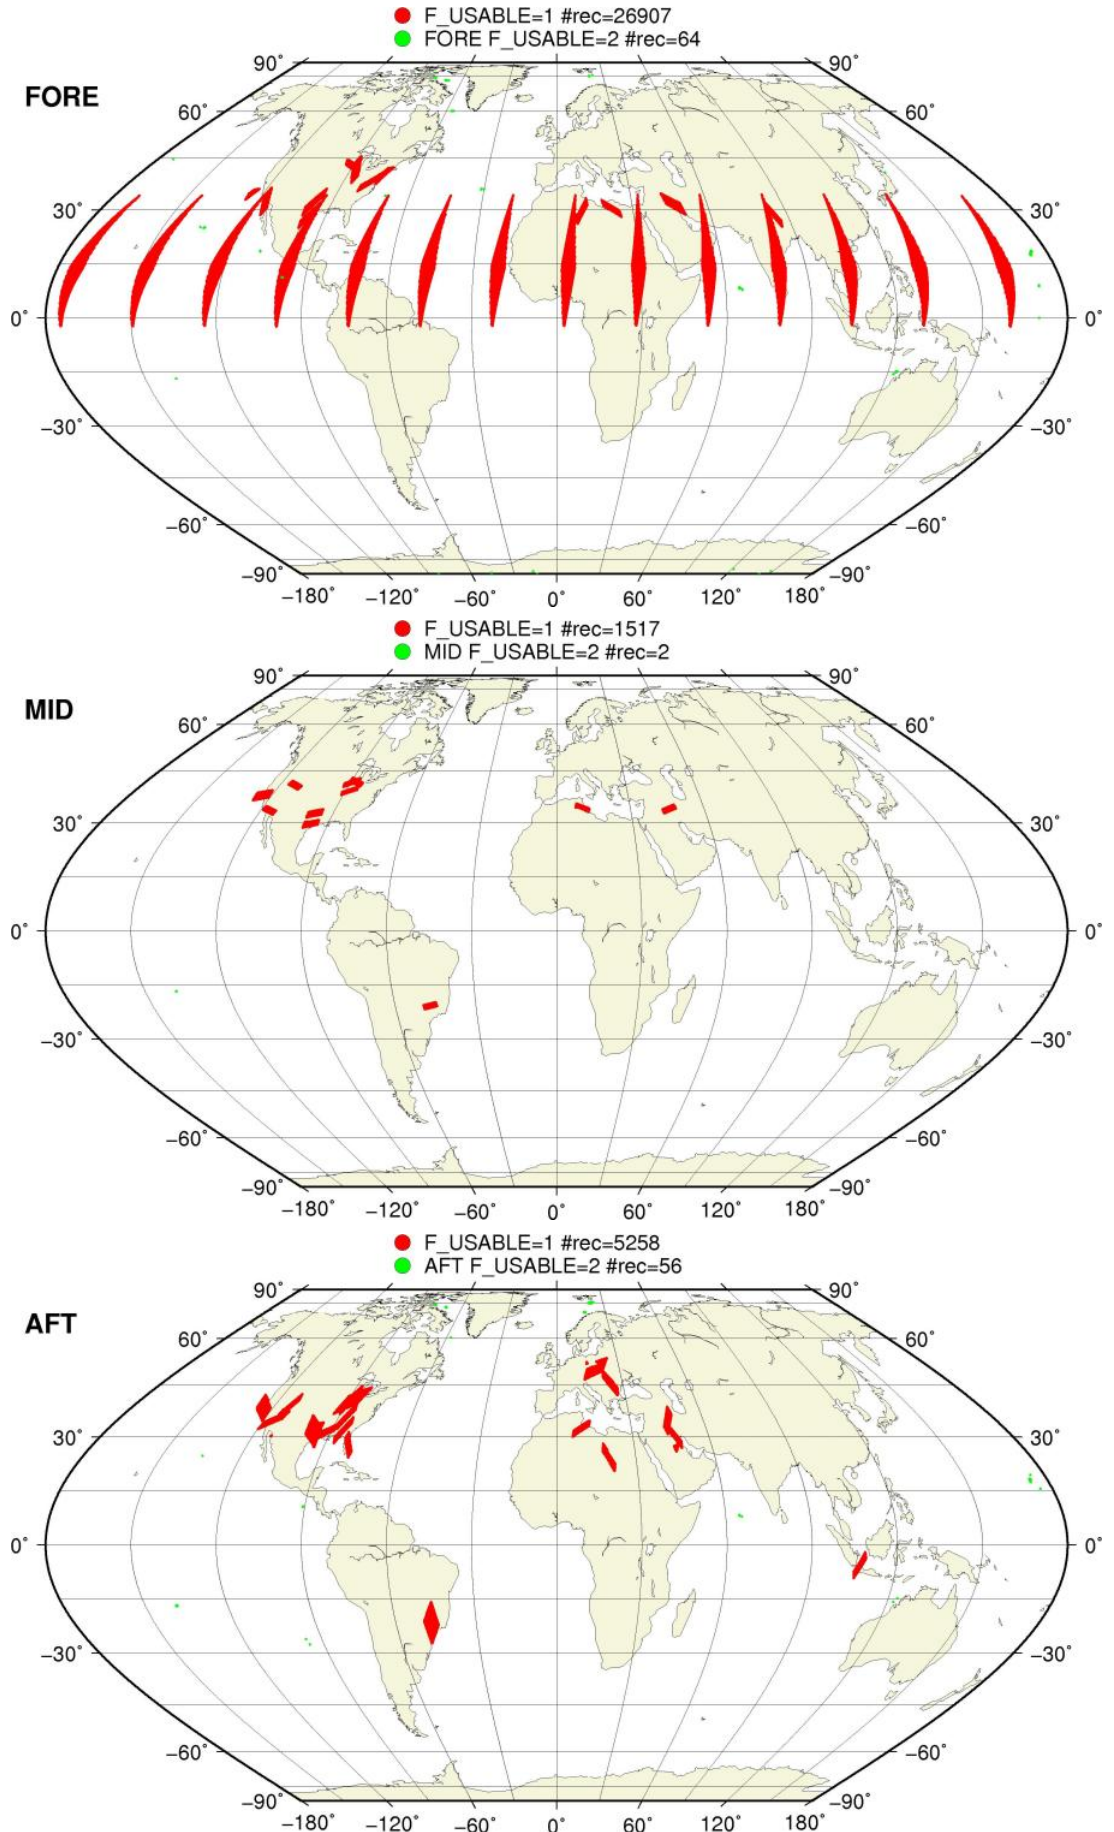 F_USABLE=1 #rec=26907
FORE F_USABLE=2 #rec=64
FORE
90° 90°
60° 60°
30° 30°
0° 0°
−30° −30°
−60° −60°
−90° −90°
−180° −120° −60° 0° 60° 120° 180°
F_USABLE=1 #rec=1517
MID F_USABLE=2 #rec=2
MID
90° 90°
60° 60°
30° 30°
0° 0°
−30° −30°
−60° −60°
−90° −90°
−180° −120° −60° 0° 60° 120° 180°
F_USABLE=1 #rec=5258
AFT F_USABLE=2 #rec=56
AFT
90° 90°
60° 60°
30° 30°
0° 0°
−30° −30°
−60° −60°
−90° −90°
−180° −120° −60° 0° 60° 120° 180°